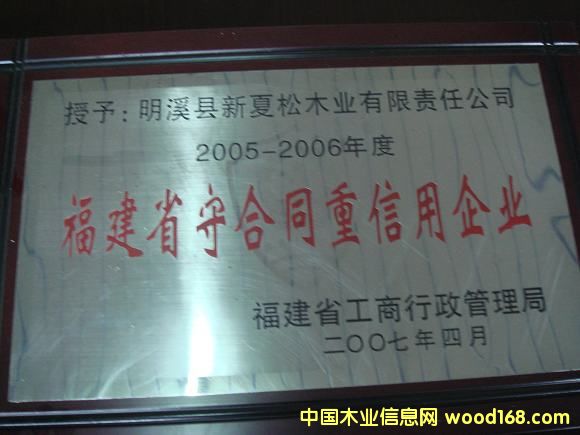 授予：明溪县新夏松木业有限责任公司
2005-2006年度
福建省守合同重信用企业
福建省工商行政管理局
二〇〇七年四月
中国木业信息网 wood168.com